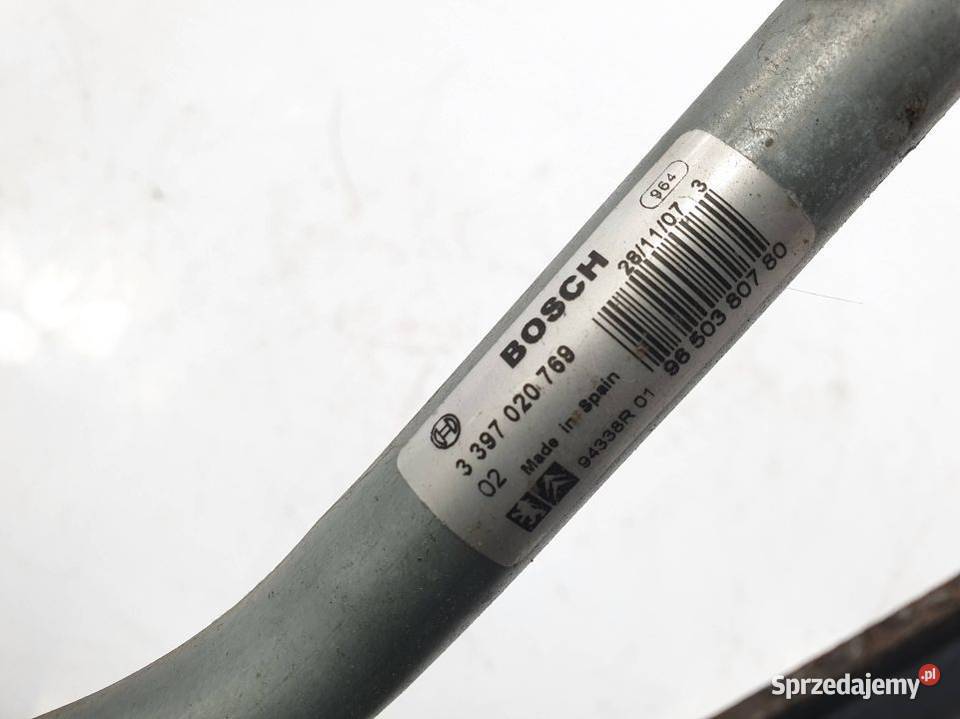 964
BOSCH 28/11/07 3
3 397 020 769
02 Made in Spain 96 503 807 80
94338R 01
Sprzedajemy.pl